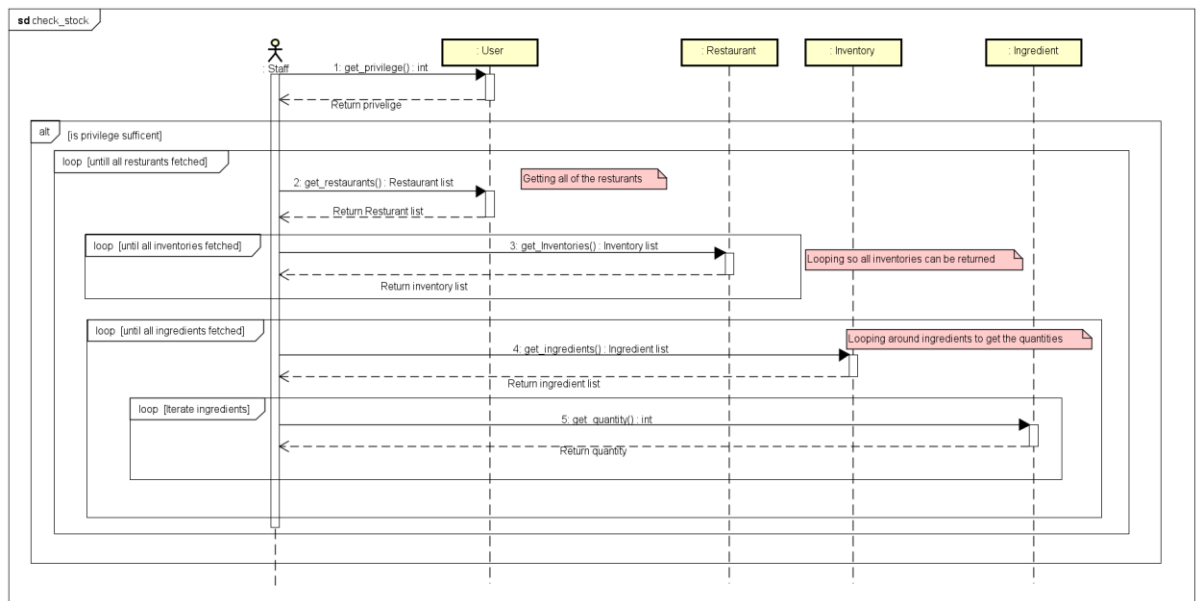 sd check_stock
: Staff
: User
: Restaurant
: Inventory
: Ingredient
1: get_privilege() : int
Return privelige
alt
[is privilege sufficent]
loop [untill all resturants fetched]
Getting all of the resturants
2: get_restaurants() : Restaurant list
Return Resturant list
loop [until all inventories fetched]
3: get_Inventories() : Inventory list
Looping so all inventories can be returned
Return inventory list
loop [until all ingredients fetched]
Looping around ingredients to get the quantities
4: get_ingredients() : Ingredient list
Return ingredient list
loop [Iterate ingredients]
5: get_quantity() : int
Return quantity